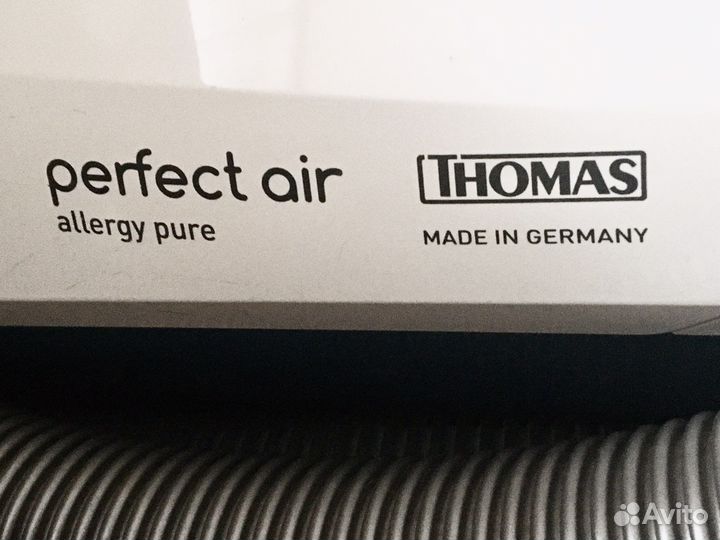 perfect air
allergy pure
THOMAS
MADE IN GERMANY
Avito